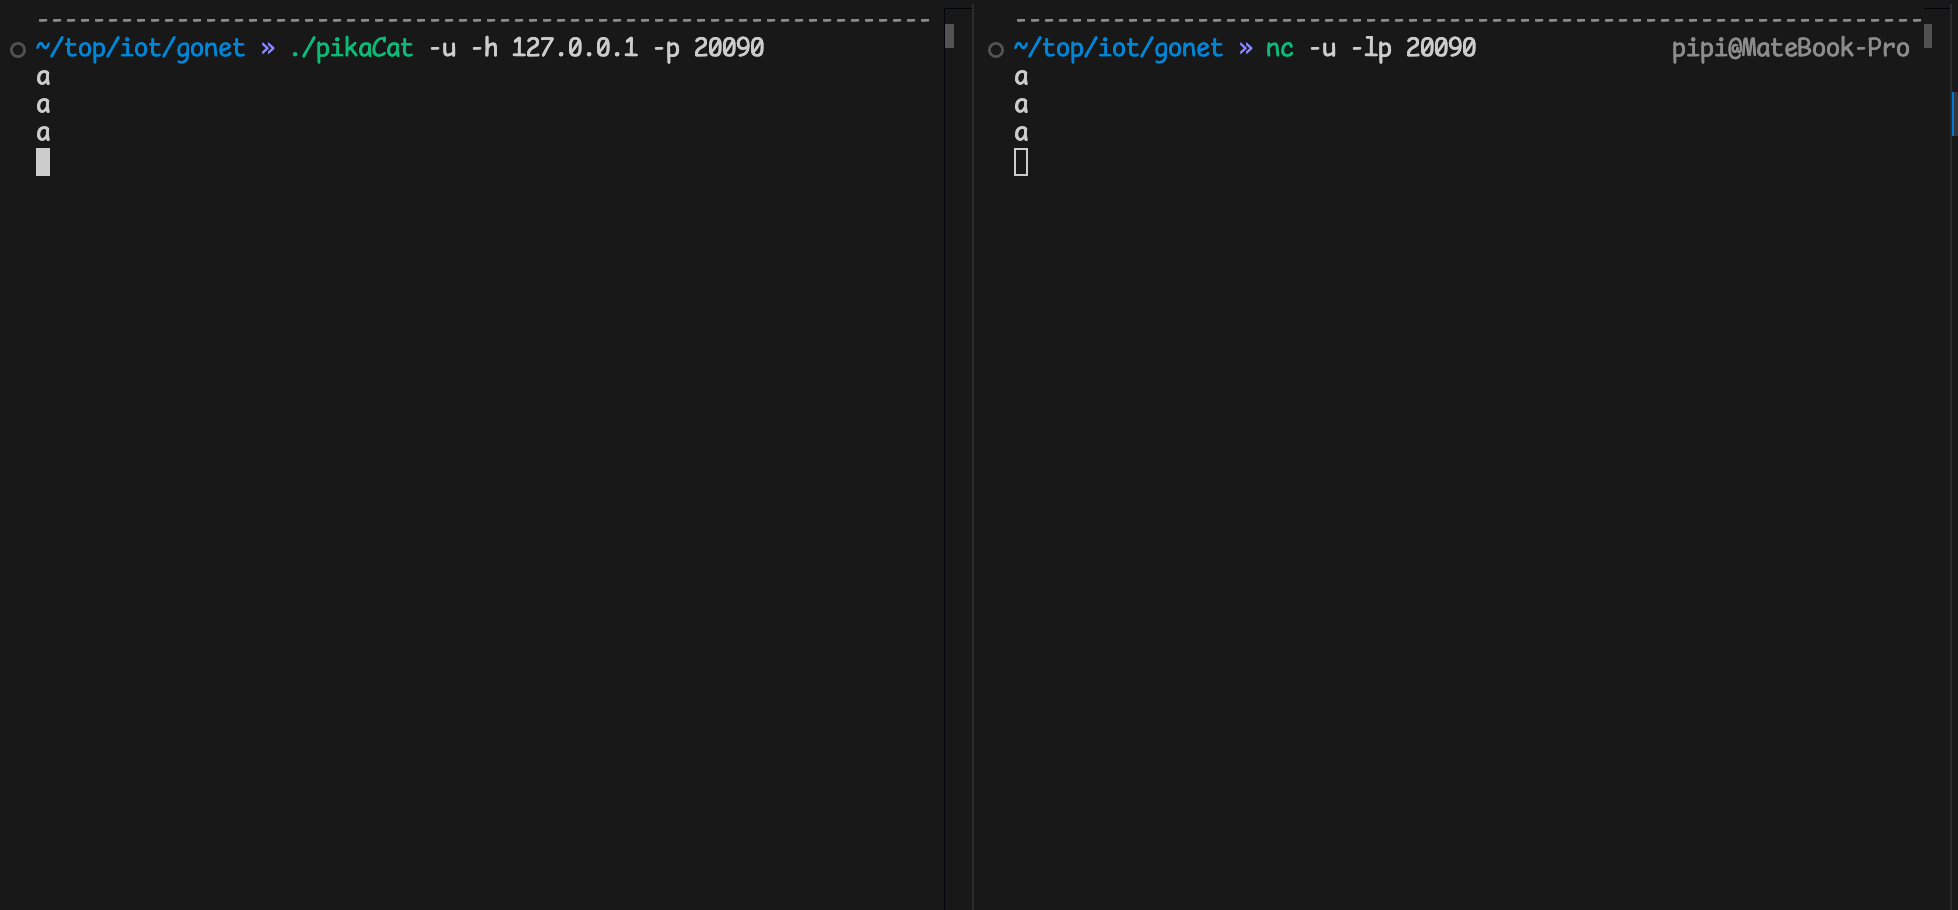 ~/top/iot/gonet » ./pikaCat -u -h 127.0.0.1 -p 20090
a
a
a
~/top/iot/gonet » nc -u -lp 20090 pipi@MateBook-Pro
a
a
a